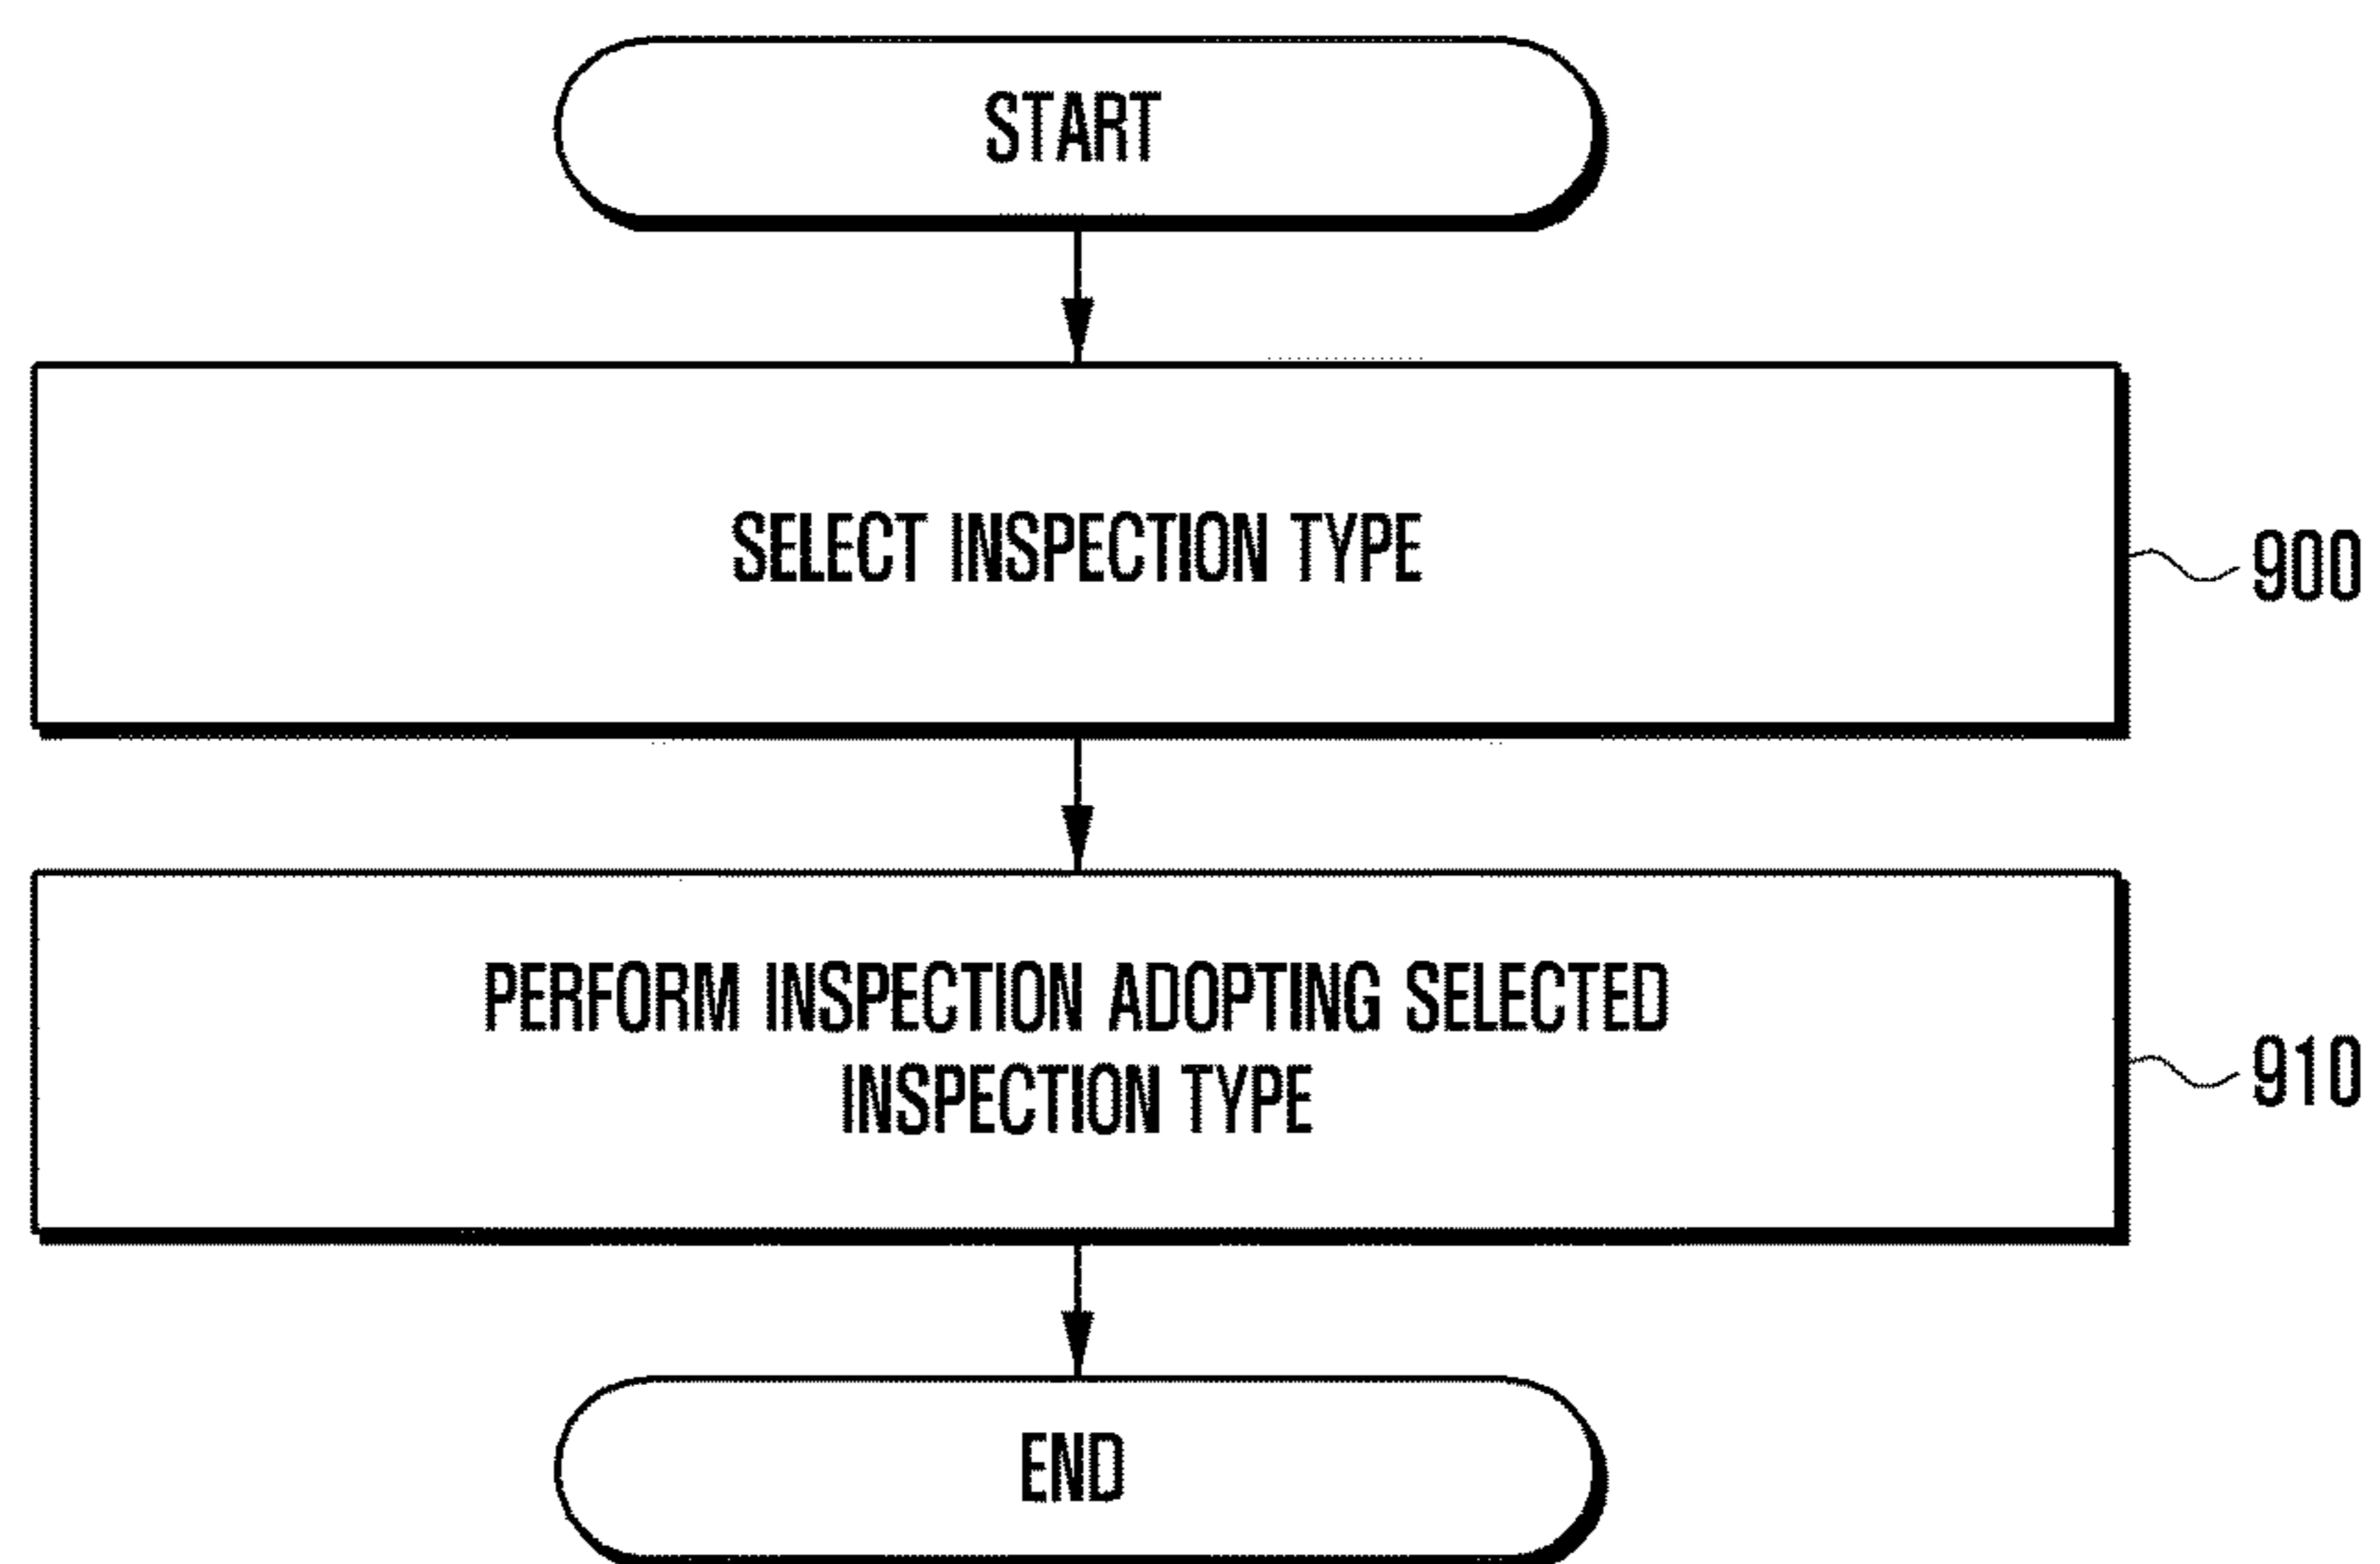 START
SELECT INSPECTION TYPE
900
PERFORM INSPECTION ADOPTING SELECTED
INSPECTION TYPE
910
END